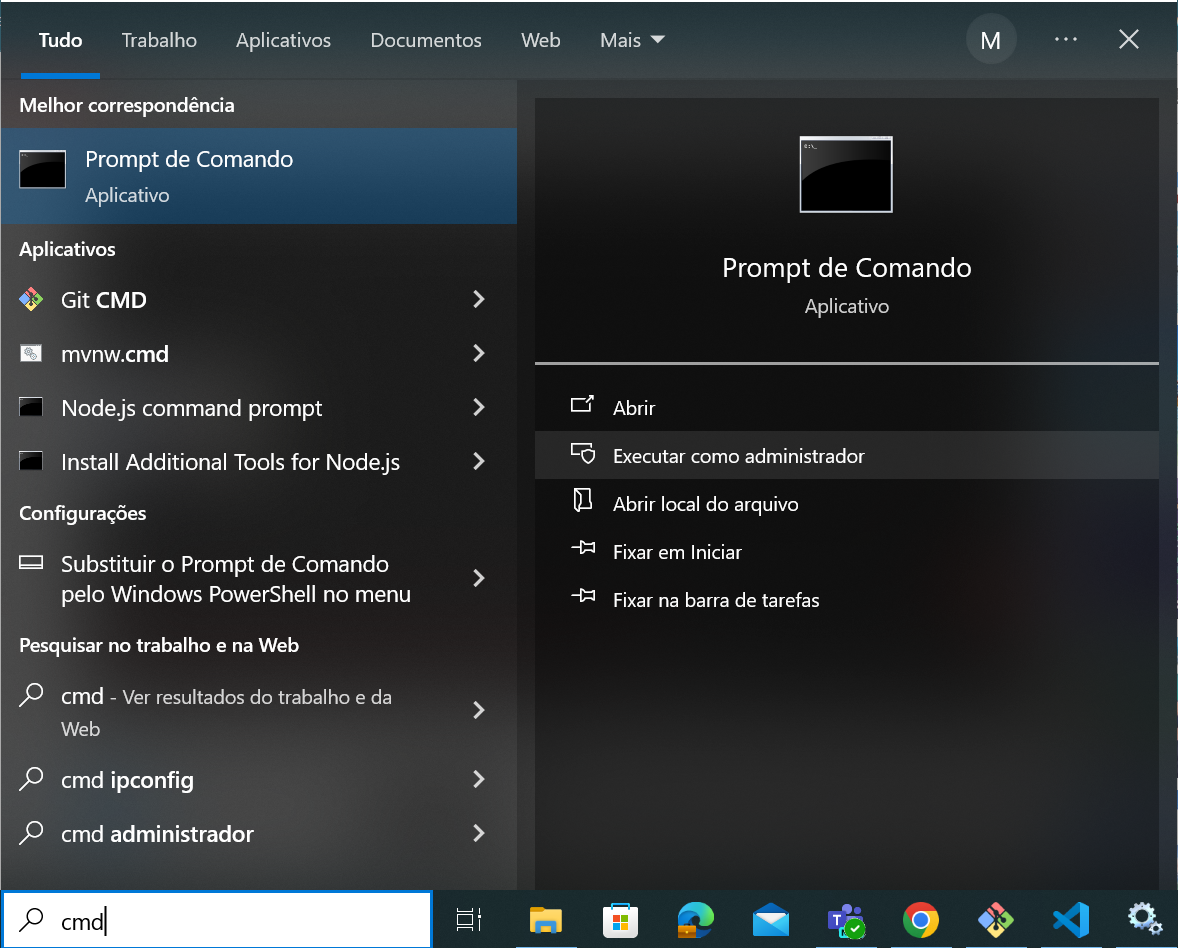 Tudo
Trabalho
Aplicativos
Documentos
Web
Mais
M
Melhor correspondência
Prompt de Comando
Aplicativo
Aplicativos
Git CMD
mvnw.cmd
Node.js command prompt
Install Additional Tools for Node.js
Configurações
Substituir o Prompt de Comando
pelo Windows PowerShell no menu
Pesquisar no trabalho e na Web
cmd - Ver resultados do trabalho e da
Web
cmd ipconfig
cmd administrador
C:\_
Prompt de Comando
Aplicativo
Abrir
Executar como administrador
Abrir local do arquivo
Fixar em Iniciar
Fixar na barra de tarefas
cmd